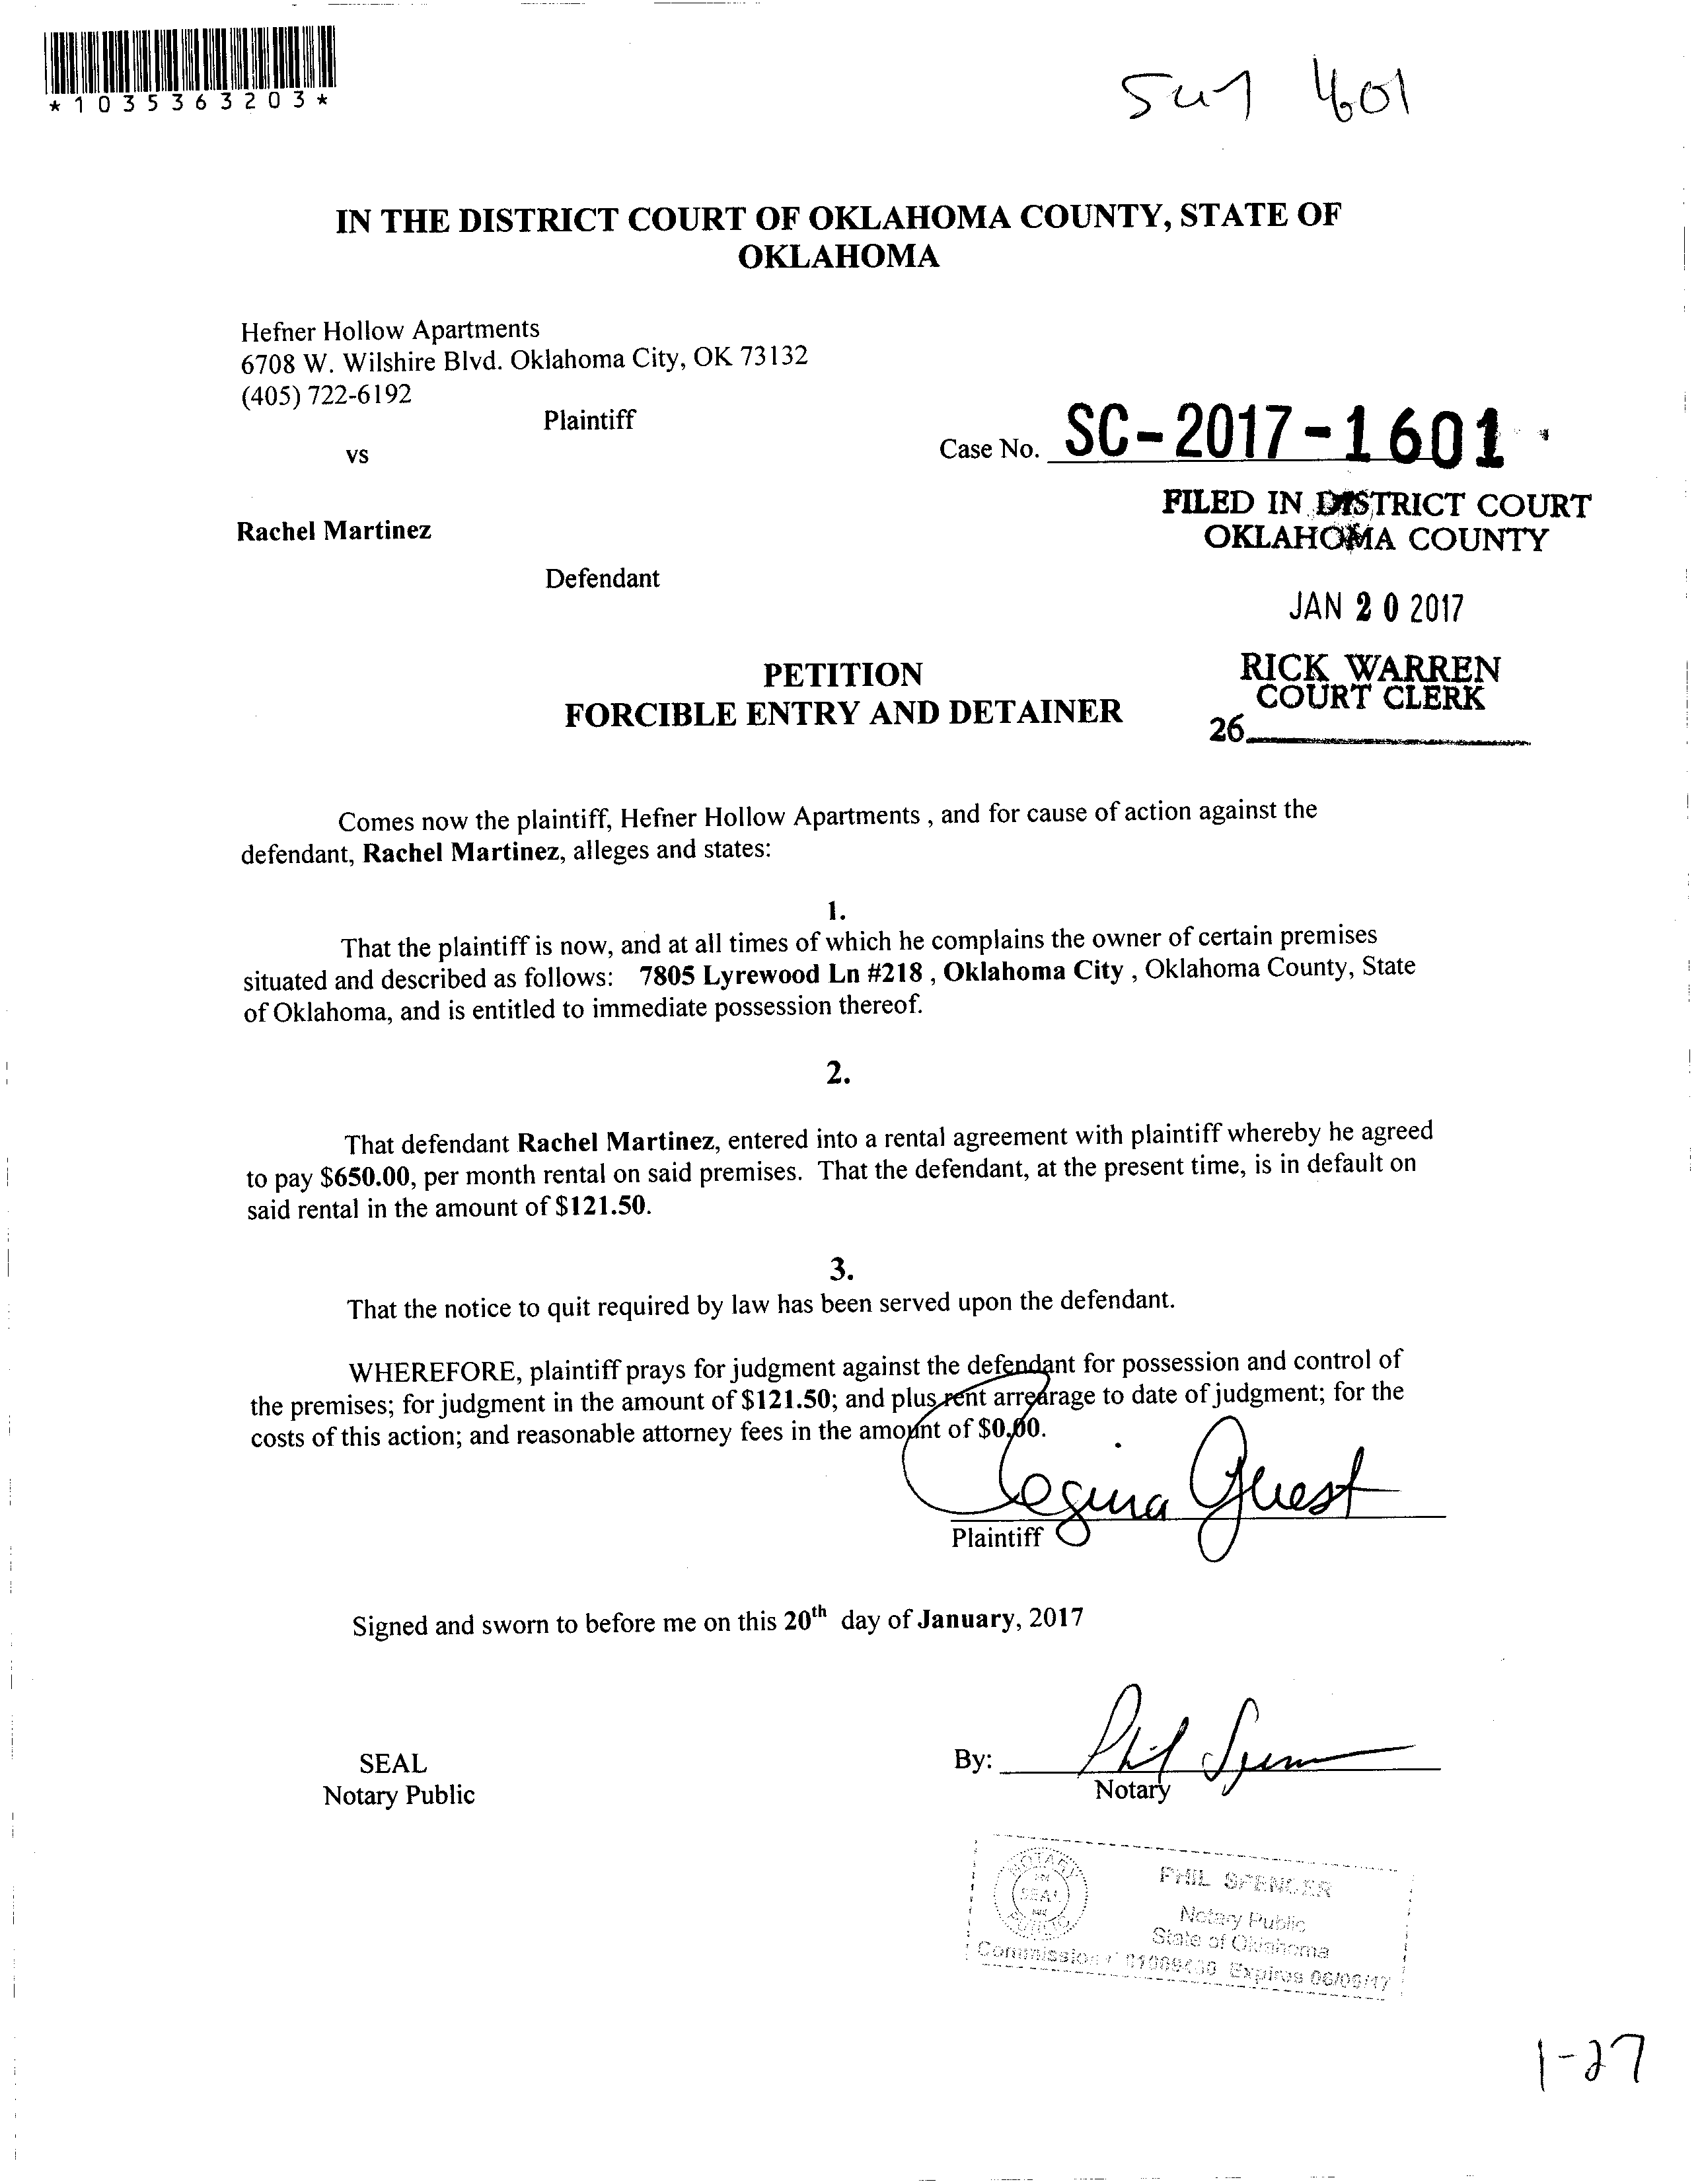 *1035363203*
601
IN THE DISTRICT COURT OF OKLAHOMA COUNTY, STATE OF
OKLAHOMA
Hefner Hollow Apartments
6708 W. Wilshire Blvd. Oklahoma City, OK 73132
(405) 722-6192
Plaintiff
vs
Case No. SC-2017-1601
FILED IN DISTRICT COURT
OKLAHOMA COUNTY
Rachel Martinez
Defendant
JAN 20 2017
RICK WARREN
COURT CLERK
26
PETITION
FORCIBLE ENTRY AND DETAINER
Comes now the plaintiff, Hefner Hollow Apartments , and for cause of action against the
defendant, Rachel Martinez, alleges and states:
1.
That the plaintiff is now, and at all times of which he complains the owner of certain premises
situated and described as follows: 7805 Lyrewood Ln #218 , Oklahoma City , Oklahoma County, State
of Oklahoma, and is entitled to immediate possession thereof.
2.
That defendant Rachel Martinez, entered into a rental agreement with plaintiff whereby he agreed
to pay $650.00, per month rental on said premises. That the defendant, at the present time, is in default on
said rental in the amount of $121.50.
3.
That the notice to quit required by law has been served upon the defendant.
WHEREFORE, plaintiff prays for judgment against the defendant for possession and control of
the premises; for judgment in the amount of $121.50; and plus rent arrearage to date of judgment; for the
costs of this action; and reasonable attorney fees in the amount of $0.00.
Regina Guest
Plaintiff
Signed and sworn to before me on this 20th day of January, 2017
SEAL
Notary Public
By: Phil Spencer
Notary
NOTARY
SEAL
PUBLIC
PHIL SPENCER
Notary Public
State of Oklahoma
Commission # Expires
1-27